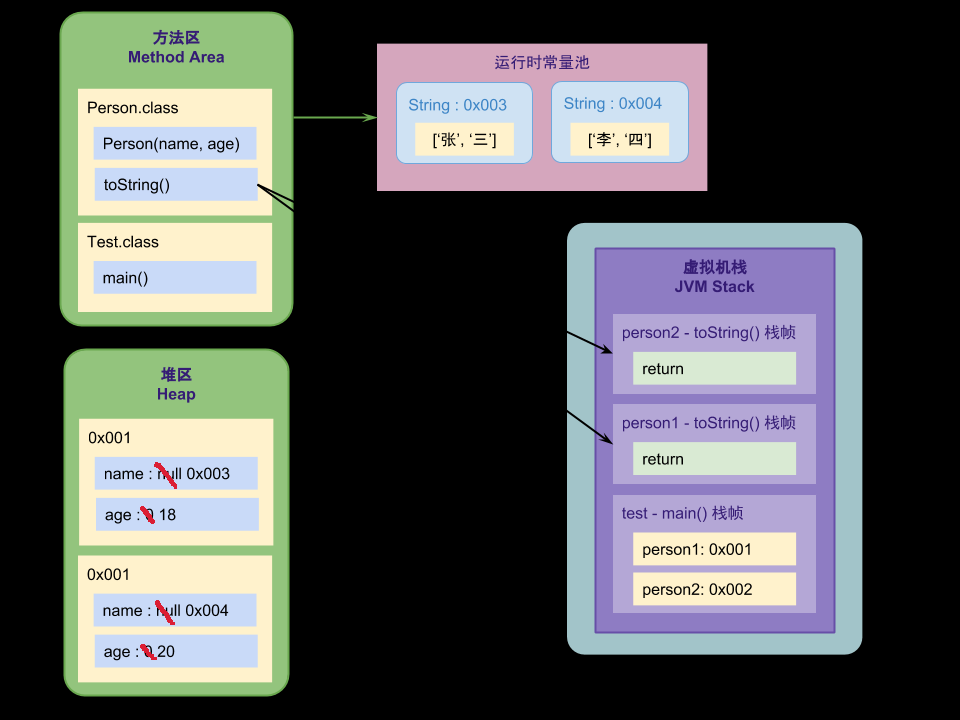 方法区
Method Area
Person.class
Person(name, age)
toString()
Test.class
main()
运行时常量池
String : 0x003
['张', '三']
String : 0x004
['李', '四']
堆区
Heap
0x001
name : null 0x003
age : 0 18
0x001
name : null 0x004
age : 0 20
虚拟机栈
JVM Stack
person2 - toString() 栈帧
return
person1 - toString() 栈帧
return
test - main() 栈帧
person1: 0x001
person2: 0x002